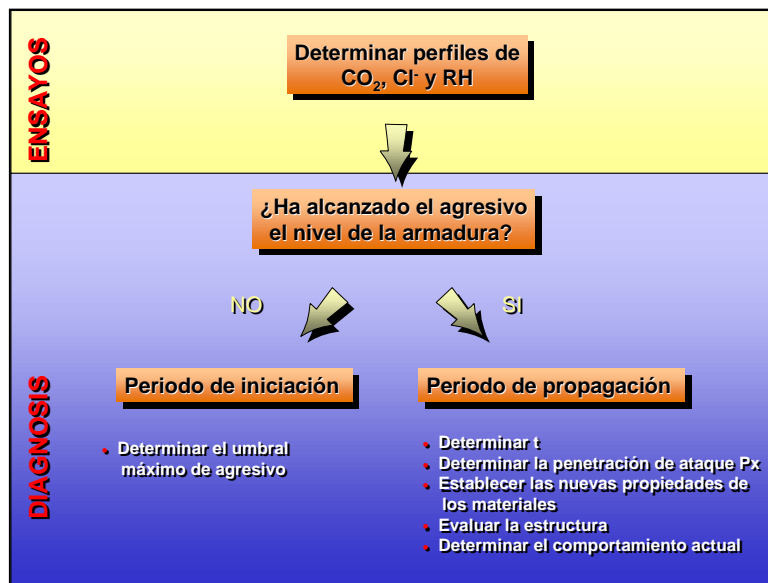 ENSAYOS
Determinar perfiles de
CO₂, Cl⁻ y RH
¿Ha alcanzado el agresivo
el nivel de la armadura?
NO
SI
DIAGNOSIS
Periodo de iniciación
• Determinar el umbral
máximo de agresivo
Periodo de propagación
• Determinar t
• Determinar la penetración de ataque Px
• Establecer las nuevas propiedades de
los materiales
• Evaluar la estructura
• Determinar el comportamiento actual